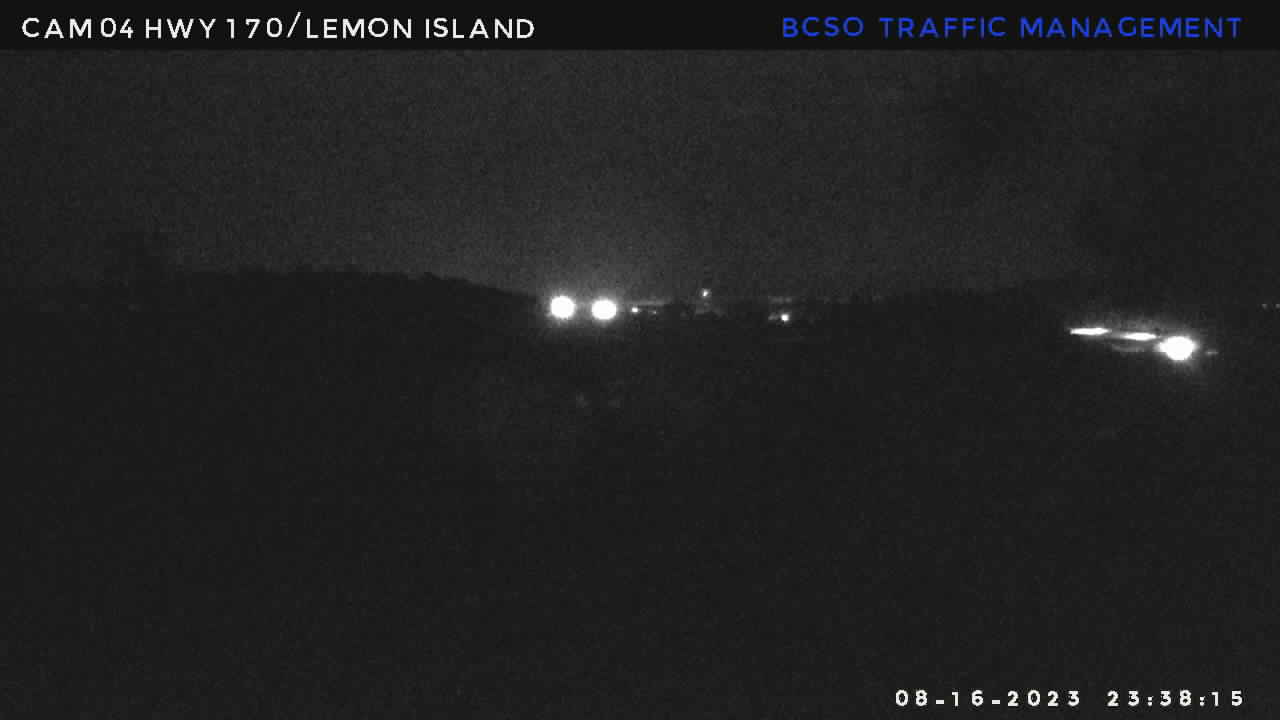 CAM 04 HWY 170/LEMON ISLAND
BCSO TRAFFIC MANAGEMENT
08-16-2023 23:38:15